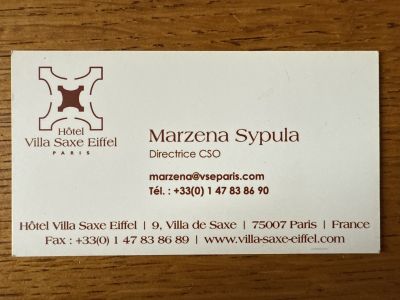 Hôtel
Villa Saxe Eiffel
PARIS
Marzena Sypula
Directrice CSO
marzena@vseparis.com
Tél. : +33(0) 1 47 83 86 90
Hôtel Villa Saxe Eiffel | 9, Villa de Saxe | 75007 Paris | France
Fax : +33(0) 1 47 83 86 89 | www.villa-saxe-eiffel.com